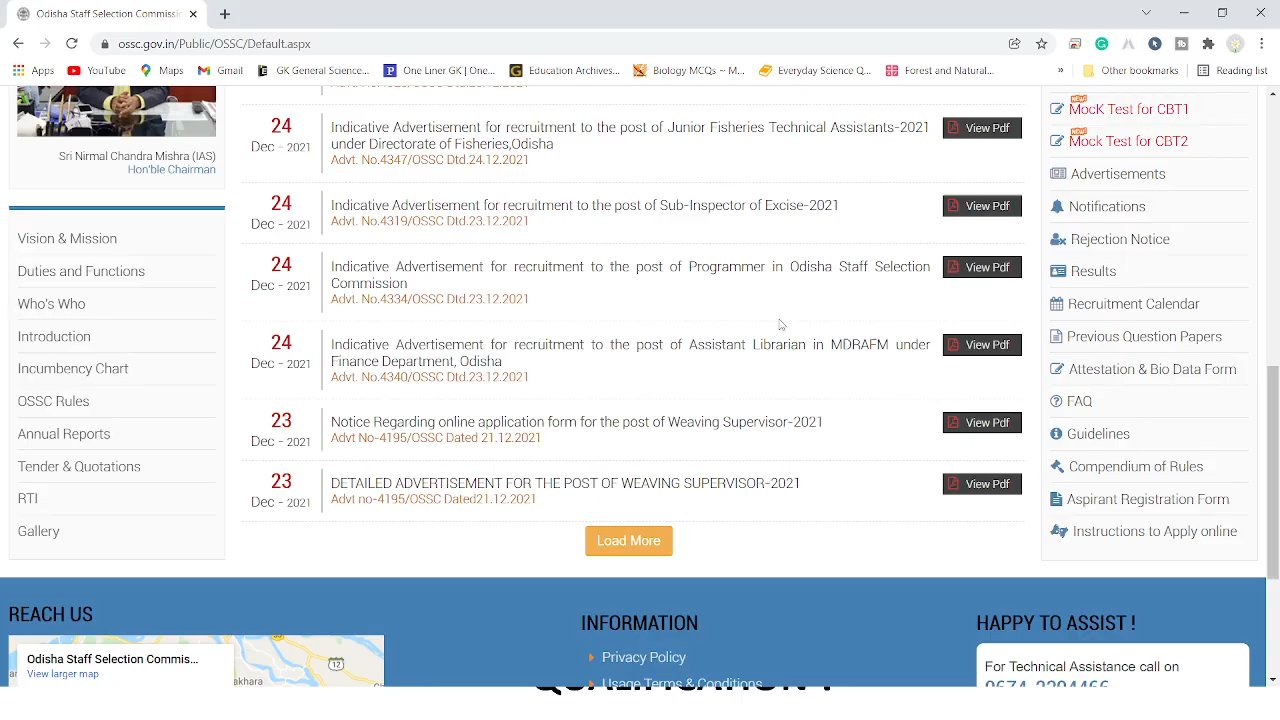 Odisha Staff Selection Commissi
ossc.gov.in/Public/OSSC/Default.aspx
Apps
YouTube
Maps
Gmail
GK General Science...
One Liner GK | One...
Education Archives...
Biology MCQs ~ M...
Everyday Science Q...
Forest and Natural...
»
Other bookmarks
Reading list
Sri Nirmal Chandra Mishra (IAS)
Hon'ble Chairman
Vision & Mission
Duties and Functions
Who's Who
Introduction
Incumbency Chart
OSSC Rules
Annual Reports
Tender & Quotations
RTI
Gallery
24
Dec - 2021
Indicative Advertisement for recruitment to the post of Junior Fisheries Technical Assistants-2021
under Directorate of Fisheries,Odisha
Advt. No.4347/OSSC Dtd.24.12.2021
View Pdf
24
Dec - 2021
Indicative Advertisement for recruitment to the post of Sub-Inspector of Excise-2021
Advt. No.4319/OSSC Dtd.23.12.2021
View Pdf
24
Dec - 2021
Indicative Advertisement for recruitment to the post of Programmer in Odisha Staff Selection
Commission
Advt. No.4334/OSSC Dtd.23.12.2021
View Pdf
24
Dec - 2021
Indicative Advertisement for recruitment to the post of Assistant Librarian in MDRAFM under
Finance Department, Odisha
Advt. No.4340/OSSC Dtd.23.12.2021
View Pdf
23
Dec - 2021
Notice Regarding online application form for the post of Weaving Supervisor-2021
Advt No-4195/OSSC Dated 21.12.2021
View Pdf
23
Dec - 2021
DETAILED ADVERTISEMENT FOR THE POST OF WEAVING SUPERVISOR-2021
Advt no-4195/OSSC Dated21.12.2021
View Pdf
Load More
NEW
MocK Test for CBT1
NEW
Mock Test for CBT2
Advertisements
Notifications
Rejection Notice
Results
Recruitment Calendar
Previous Question Papers
Attestation & Bio Data Form
FAQ
Guidelines
Compendium of Rules
Aspirant Registration Form
Instructions to Apply online
REACH US
Odisha Staff Selection Commis...
View larger map
12
INFORMATION
Privacy Policy
Usage Terms & Conditions
HAPPY TO ASSIST !
For Technical Assistance call on
0674-2394466